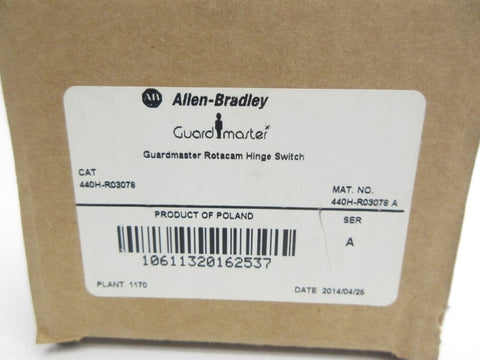 AB Allen-Bradley
Guardmaster
Guardmaster Rotacam Hinge Switch
CAT
440H-R03078
MAT. NO.
440H-R03078 A
PRODUCT OF POLAND
SER
A
10611320162537
PLANT 1170
DATE 2014/04/25